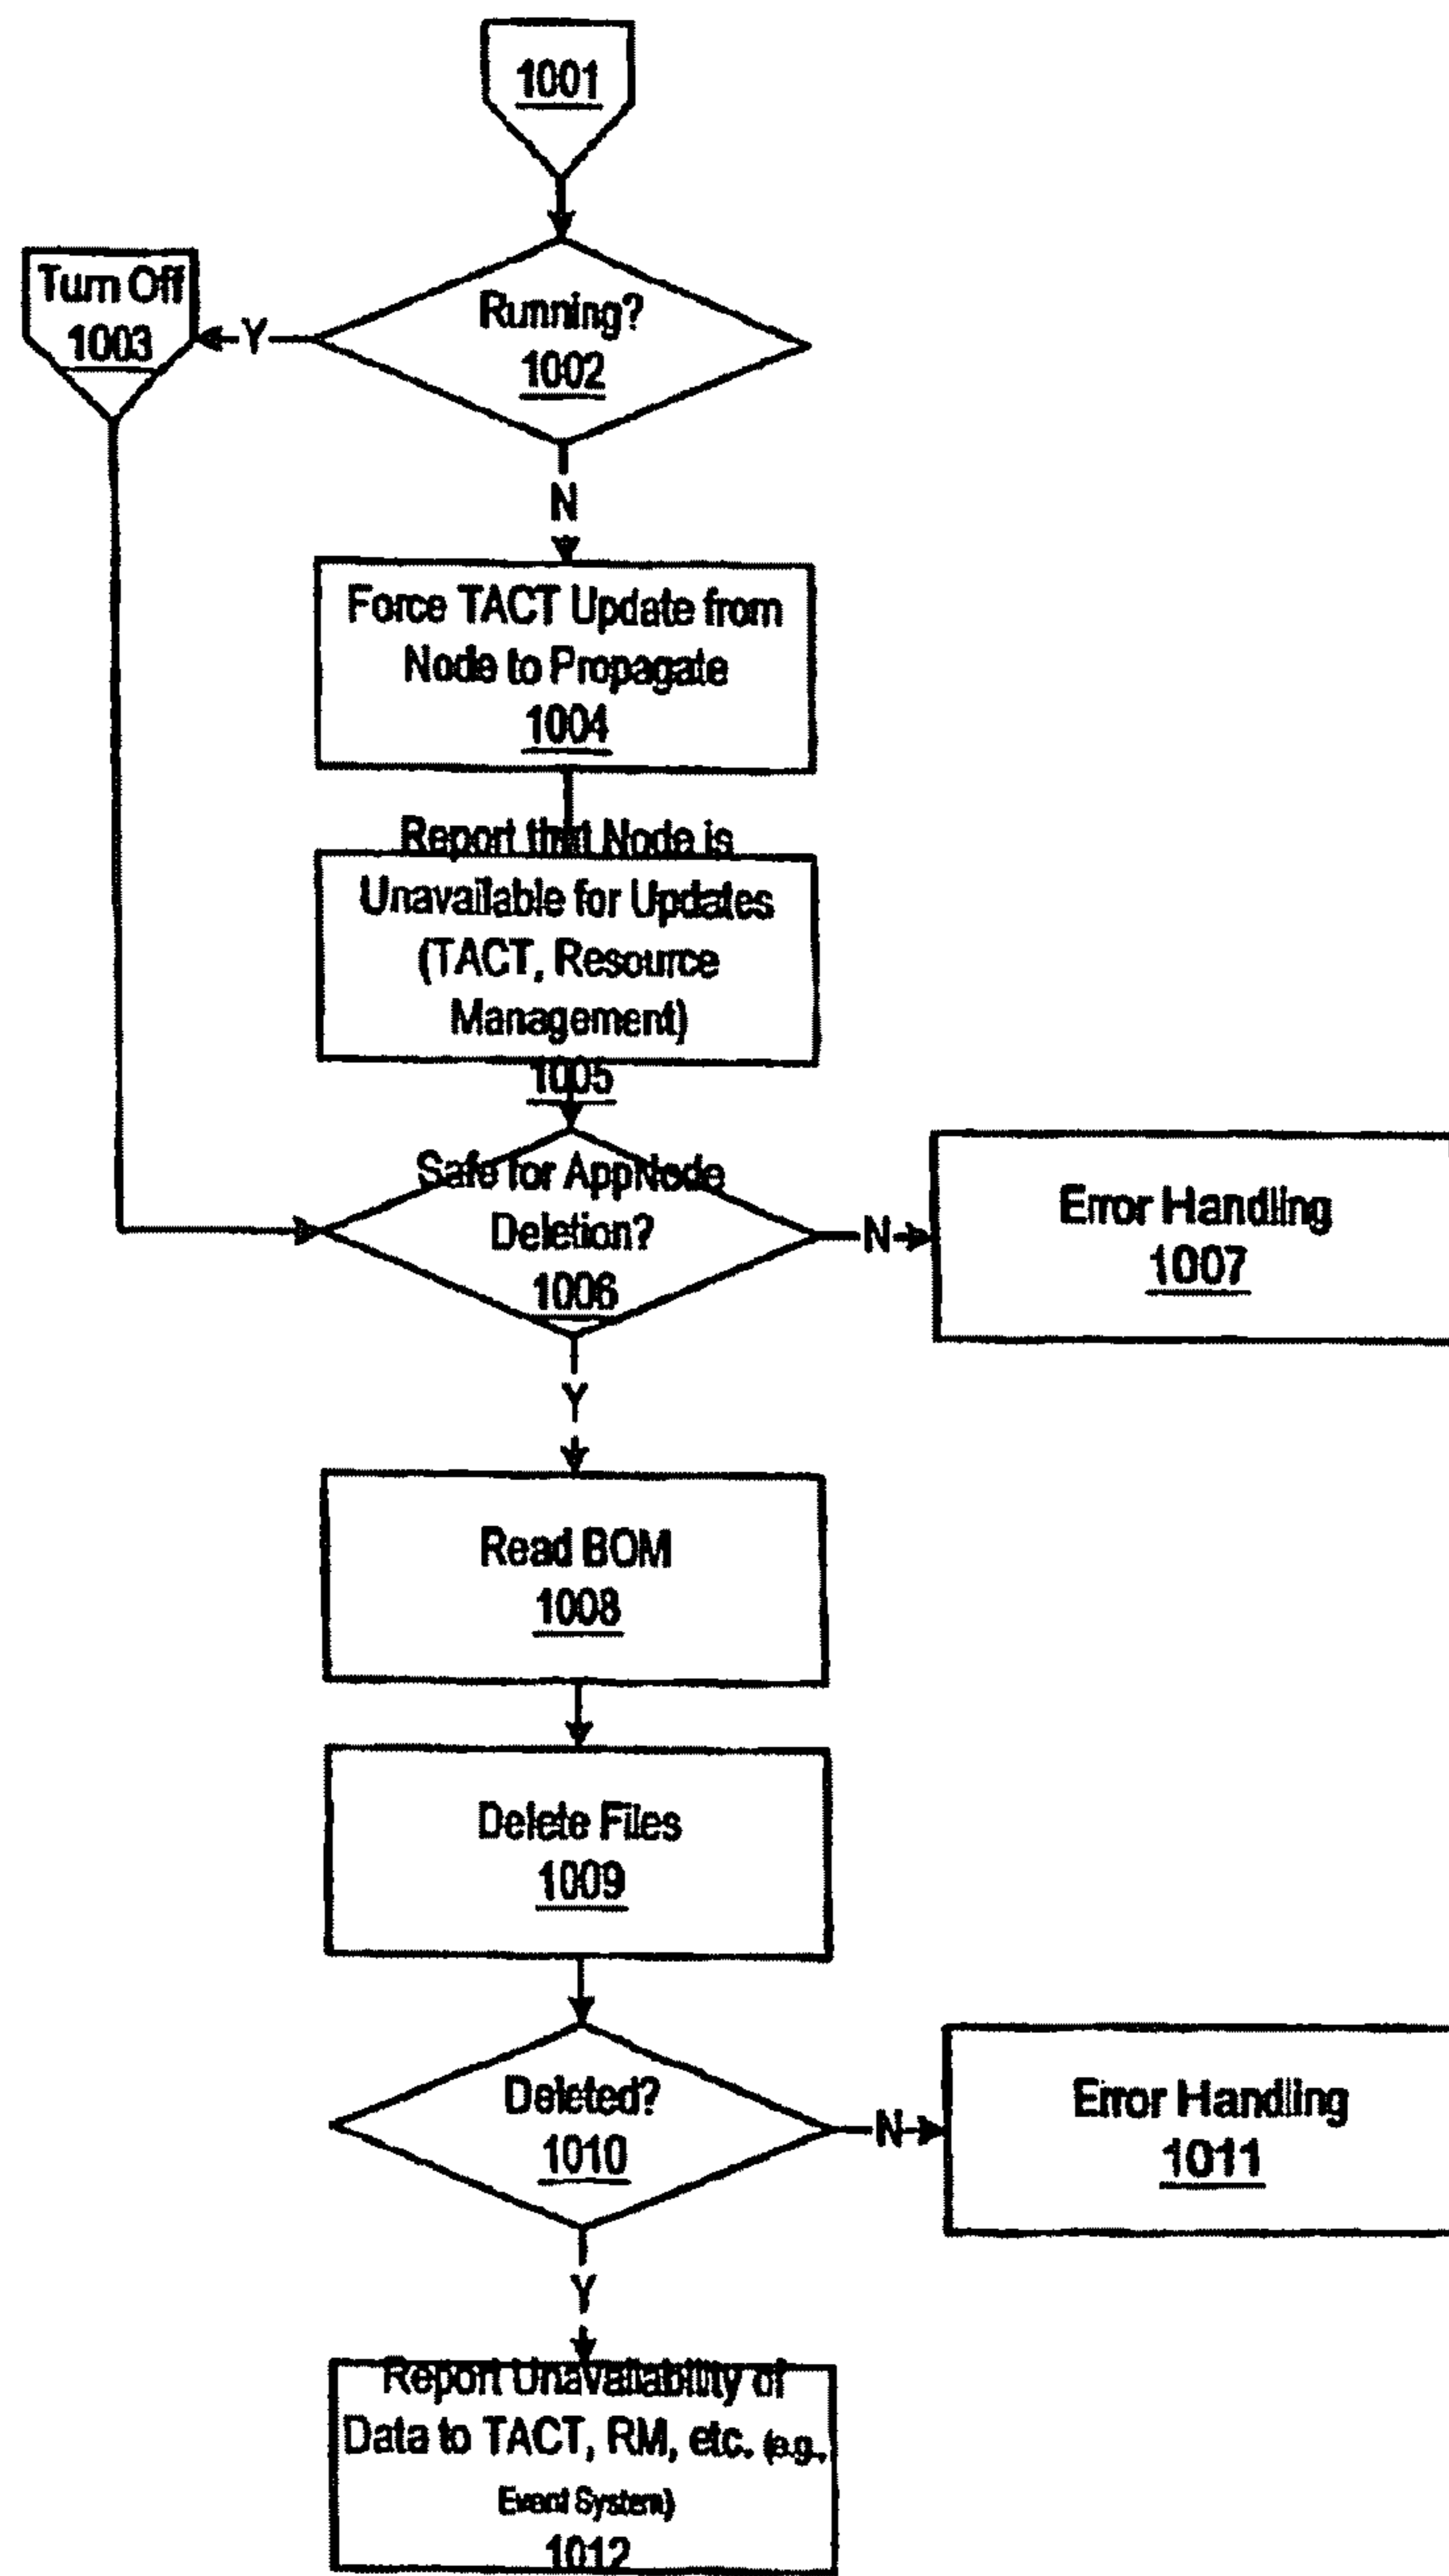 1001
Running?
1002
Turn Off
1003
Y
N
Force TACT Update from
Node to Propagate
1004
Report that Node is
Unavailable for Updates
(TACT, Resource
Management)
1005
Safe for AppNode
Deletion?
1006
N
Error Handling
1007
Y
Read BOM
1008
Delete Files
1009
Deleted?
1010
N
Error Handling
1011
Y
Report Unavailability of
Data to TACT, RM, etc. (e.g.,
Event System)
1012